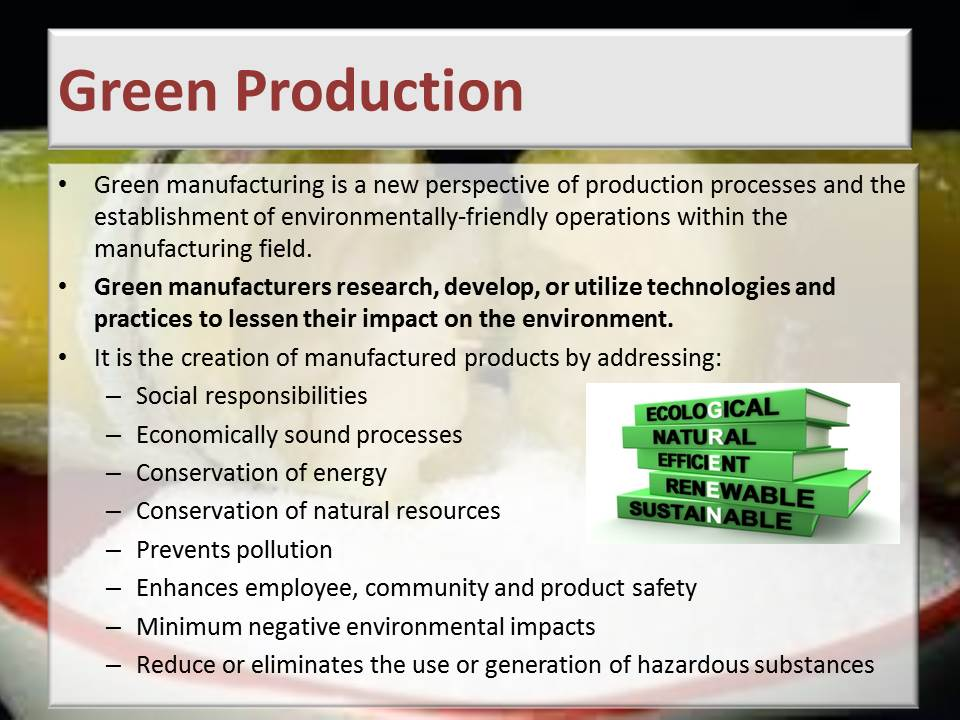 Green Production
• Green manufacturing is a new perspective of production processes and the
establishment of environmentally-friendly operations within the
manufacturing field.
• Green manufacturers research, develop, or utilize technologies and
practices to lessen their impact on the environment.
• It is the creation of manufactured products by addressing:
– Social responsibilities
– Economically sound processes
– Conservation of energy
– Conservation of natural resources
– Prevents pollution
– Enhances employee, community and product safety
– Minimum negative environmental impacts
– Reduce or eliminates the use or generation of hazardous substances
ECOLOGICAL
NATURAL
EFFICIENT
RENEWABLE
SUSTAINABLE